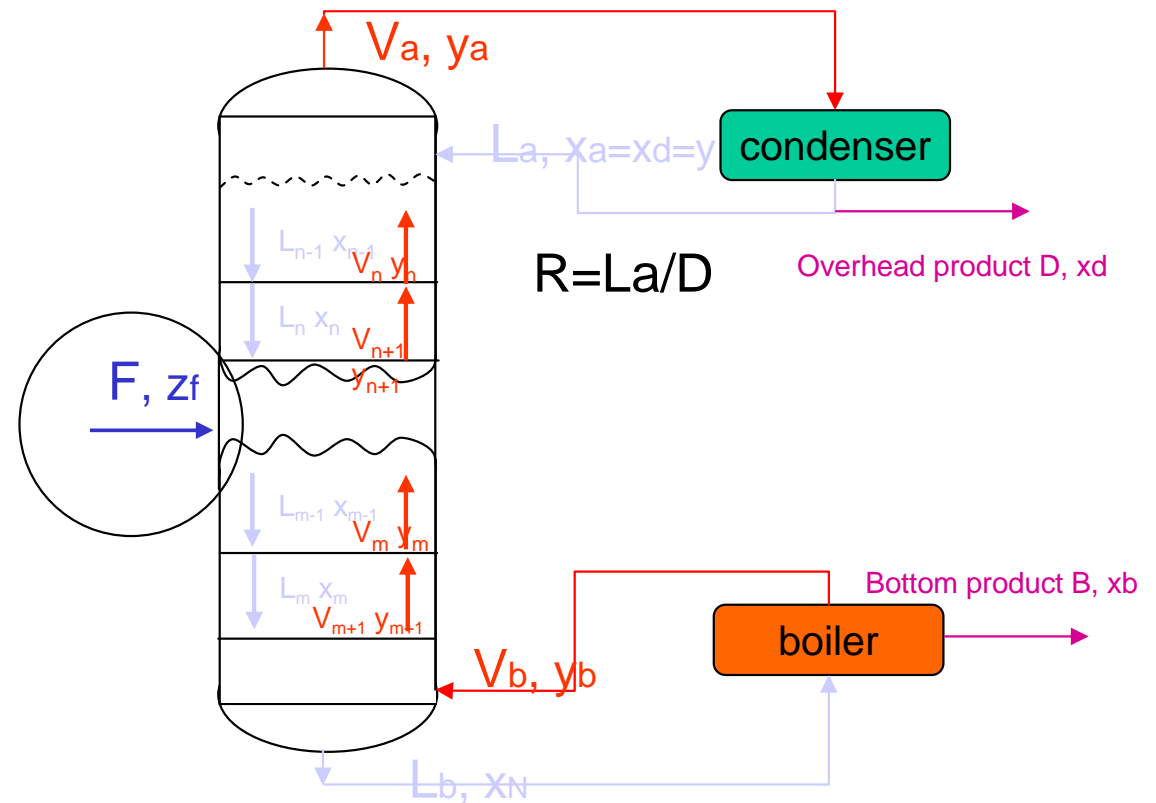 Va, ya
La, xa=xd=y
condenser
Ln-1 xn-1
Vn yn
R=La/D
Overhead product D, xd
Ln xn
Vn+1
yn+1
F, zf
Lm-1 xm-1
Vm ym
Lm xm
Vm+1 ym+1
Bottom product B, xb
boiler
Vb, yb
Lb, xN